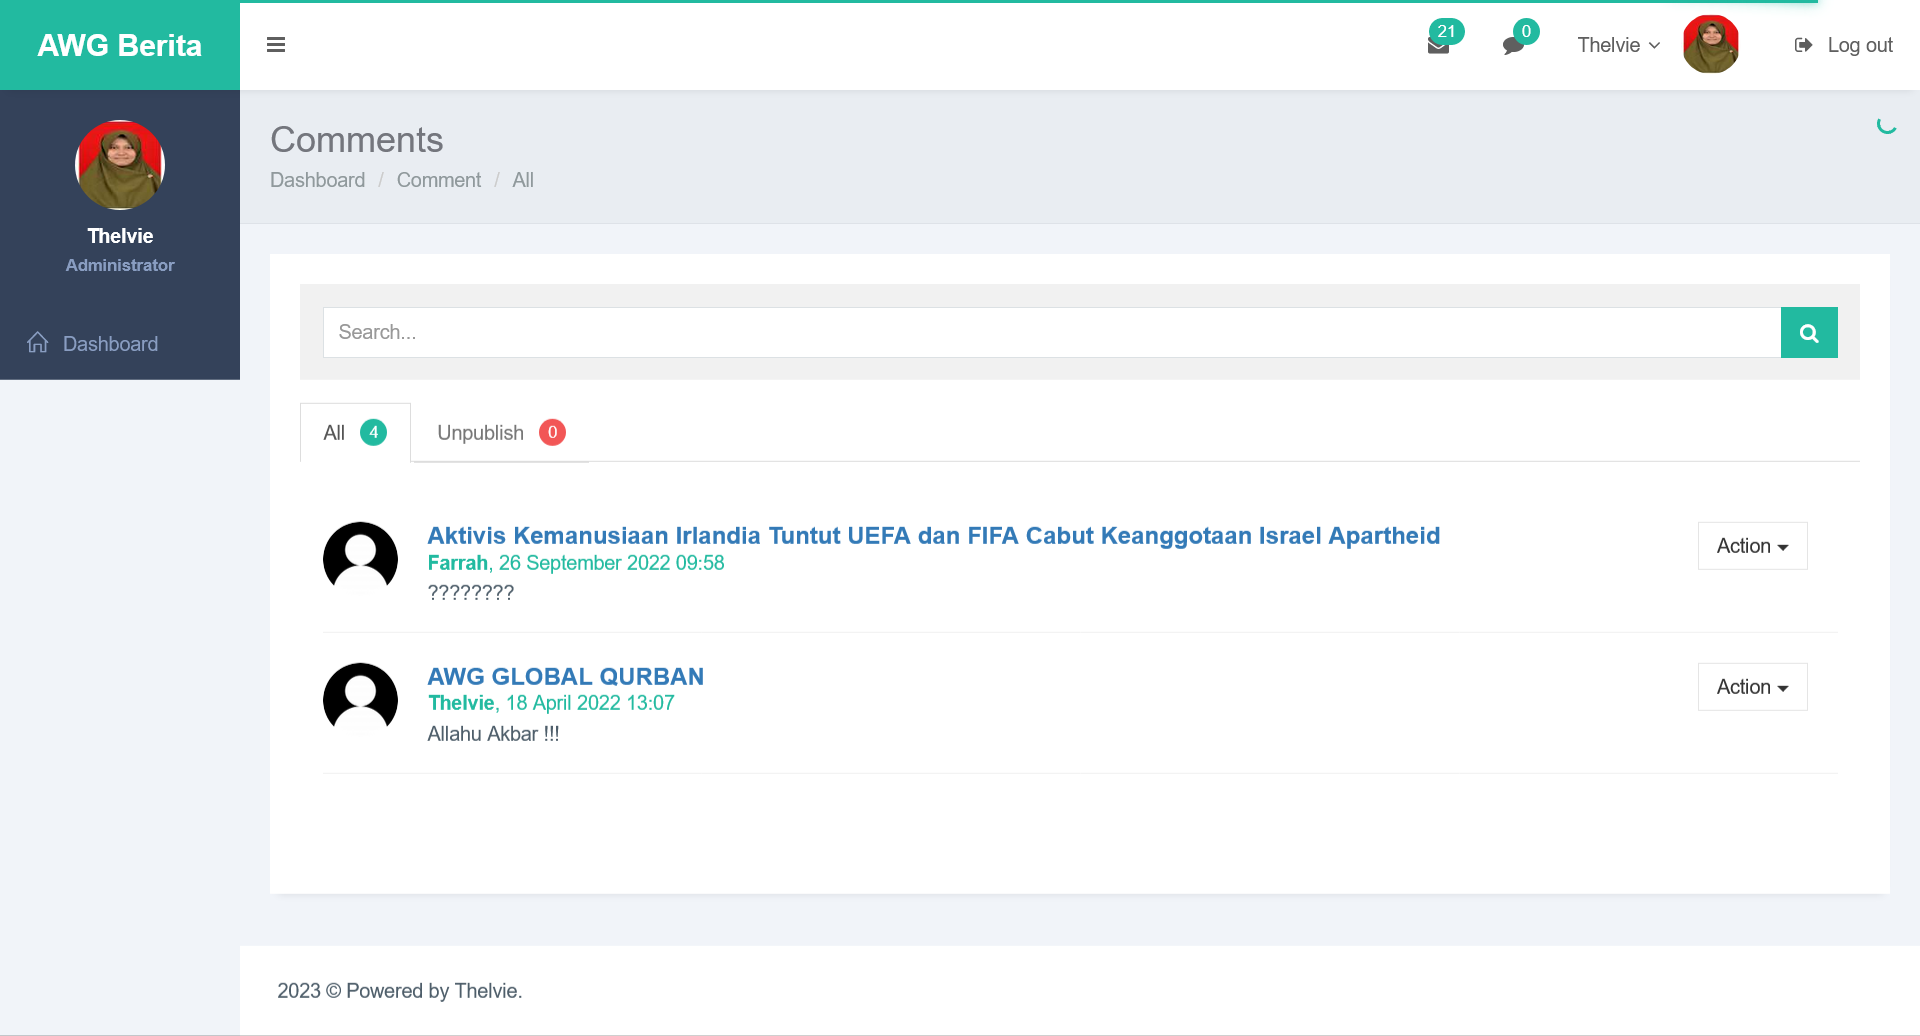 AWG Berita
21
0
Thelvie
Log out
Thelvie
Administrator
Dashboard
Comments
Dashboard / Comment / All
Search...
All 4
Unpublish 0
Aktivis Kemanusiaan Irlandia Tuntut UEFA dan FIFA Cabut Keanggotaan Israel Apartheid
Farrah, 26 September 2022 09:58
????????
Action
AWG GLOBAL QURBAN
Thelvie, 18 April 2022 13:07
Allahu Akbar !!!
Action
2023 © Powered by Thelvie.